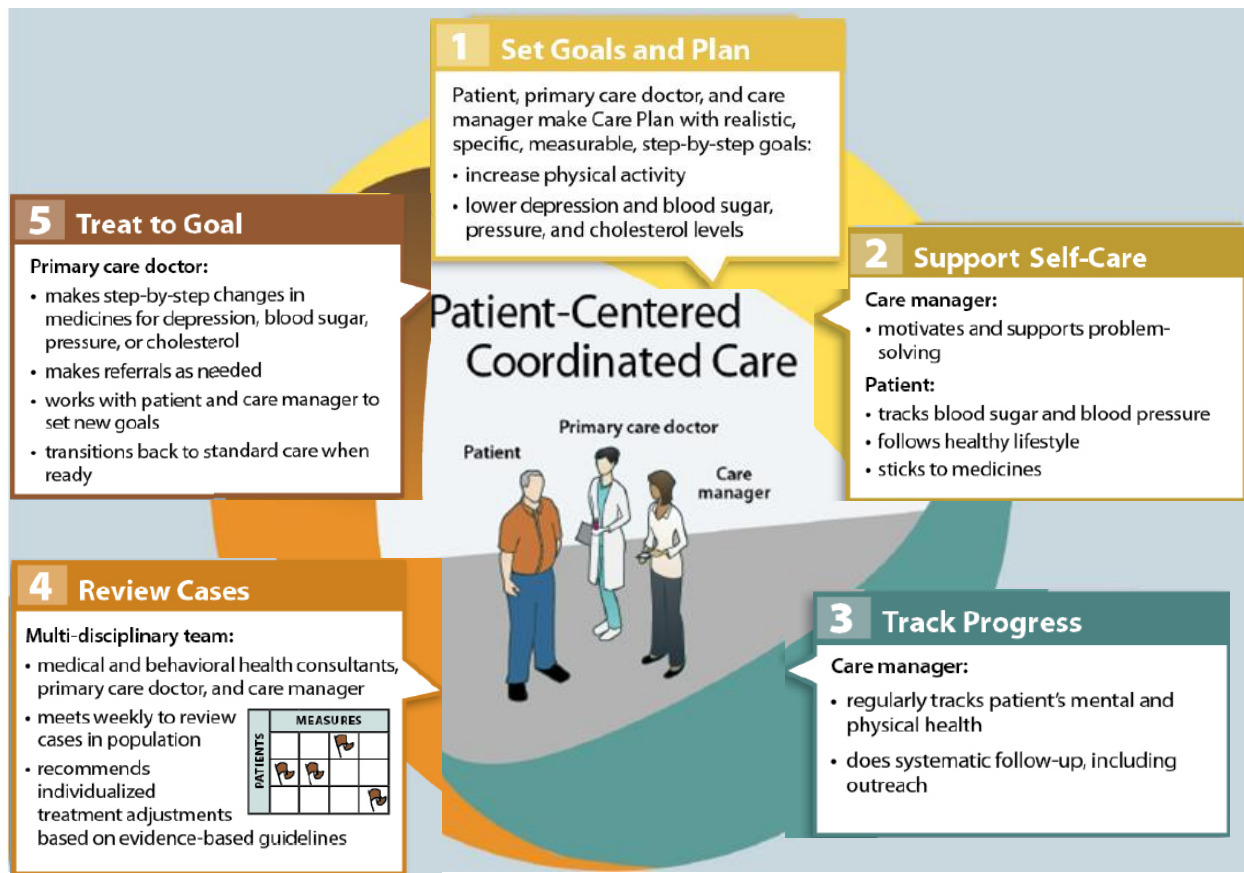 1 Set Goals and Plan
Patient, primary care doctor, and care
manager make Care Plan with realistic,
specific, measurable, step-by-step goals:
• increase physical activity
• lower depression and blood sugar,
pressure, and cholesterol levels
2 Support Self-Care
Care manager:
• motivates and supports problem-
solving
Patient:
• tracks blood sugar and blood pressure
• follows healthy lifestyle
• sticks to medicines
3 Track Progress
Care manager:
• regularly tracks patient's mental and
physical health
• does systematic follow-up, including
outreach
4 Review Cases
Multi-disciplinary team:
• medical and behavioral health consultants,
primary care doctor, and care manager
• meets weekly to review
cases in population
• recommends
individualized
treatment adjustments
based on evidence-based guidelines
MEASURES
PATIENTS
5 Treat to Goal
Primary care doctor:
• makes step-by-step changes in
medicines for depression, blood sugar,
pressure, or cholesterol
• makes referrals as needed
• works with patient and care manager to
set new goals
• transitions back to standard care when
ready
Patient-Centered
Coordinated Care
Primary care doctor
Patient
Care
manager